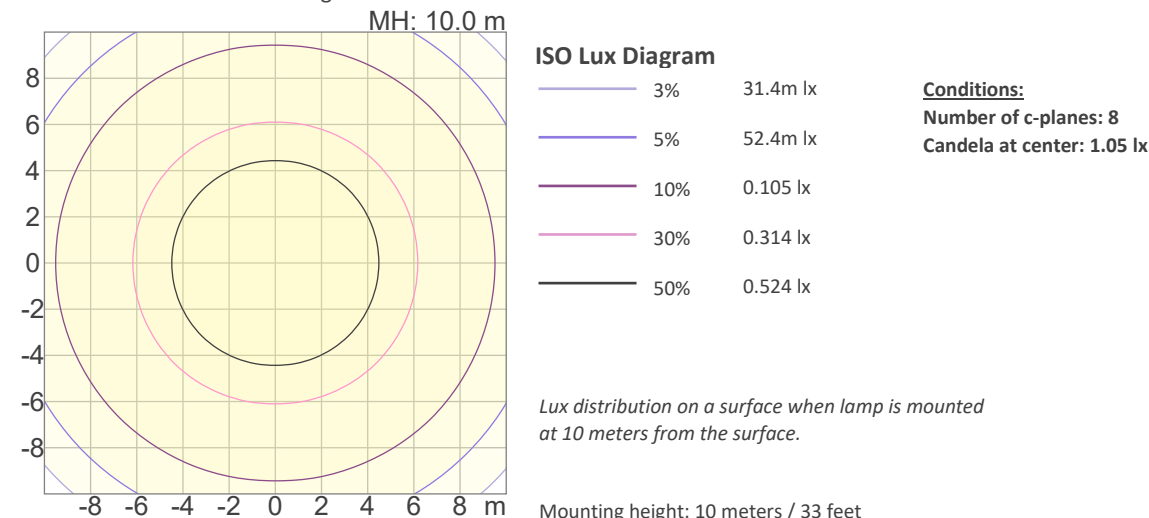 MH: 10.0 m
8
6
4
2
0
-2
-4
-6
-8
-8 -6 -4 -2 0 2 4 6 8 m
ISO Lux Diagram
3% 31.4m lx
5% 52.4m lx
10% 0.105 lx
30% 0.314 lx
50% 0.524 lx
Conditions:
Number of c-planes: 8
Candela at center: 1.05 lx
Lux distribution on a surface when lamp is mounted
at 10 meters from the surface.
Mounting height: 10 meters / 33 feet